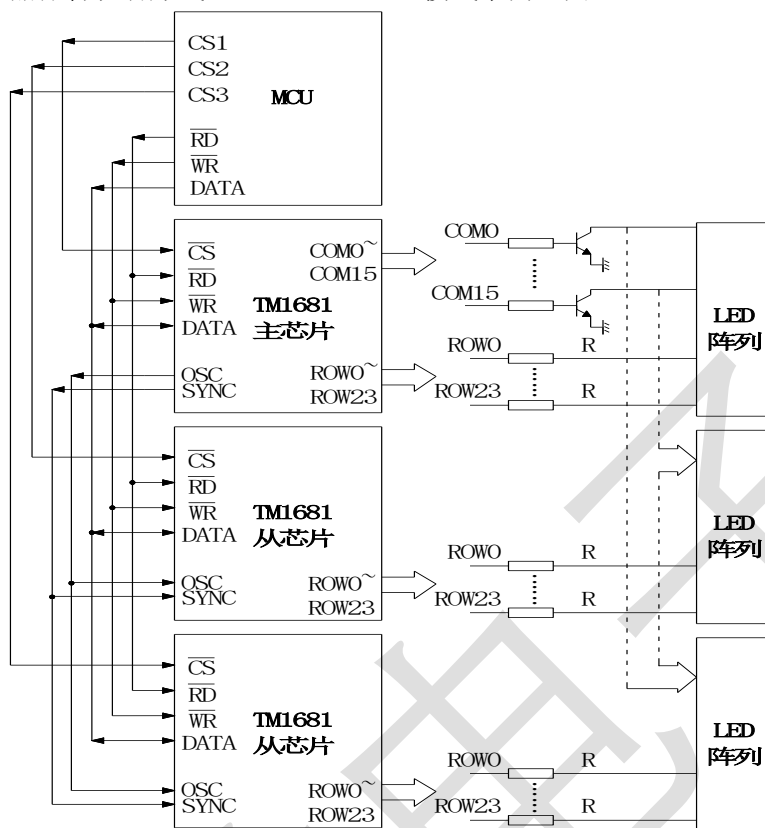 CS1
CS2
CS3
MCU
RD
WR
DATA
CS
RD
WR
DATA
OSC
SYNC
TM1681
主芯片
COM0~
COM15
ROW0~
ROW23
COM0
COM15
ROW0 R
ROW23 R
LED
阵列
CS
RD
WR
DATA
OSC
SYNC
TM1681
从芯片
ROW0~
ROW23
ROW0 R
ROW23 R
LED
阵列
CS
RD
WR
DATA
OSC
SYNC
TM1681
从芯片
ROW0~
ROW23
ROW0 R
ROW23 R
LED
阵列